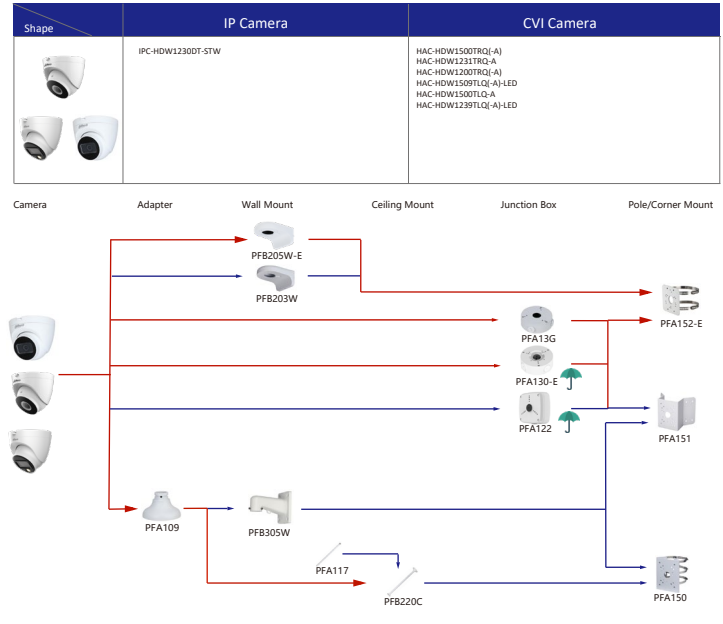 Shape
IP Camera
CVI Camera
IPC-HDW1230DT-STW
HAC-HDW1500TRQ(-A)
HAC-HDW1231TRQ-A
HAC-HDW1200TRQ(-A)
HAC-HDW1509TLQ(-A)-LED
HAC-HDW1500TLQ-A
HAC-HDW1239TLQ(-A)-LED
Camera
Adapter
Wall Mount
Ceiling Mount
Junction Box
Pole/Corner Mount
PFB205W-E
PFB203W
PFA13G
PFA152-E
PFA130-E
PFA122
PFA151
PFA109
PFB305W
PFA117
PFB220C
PFA150